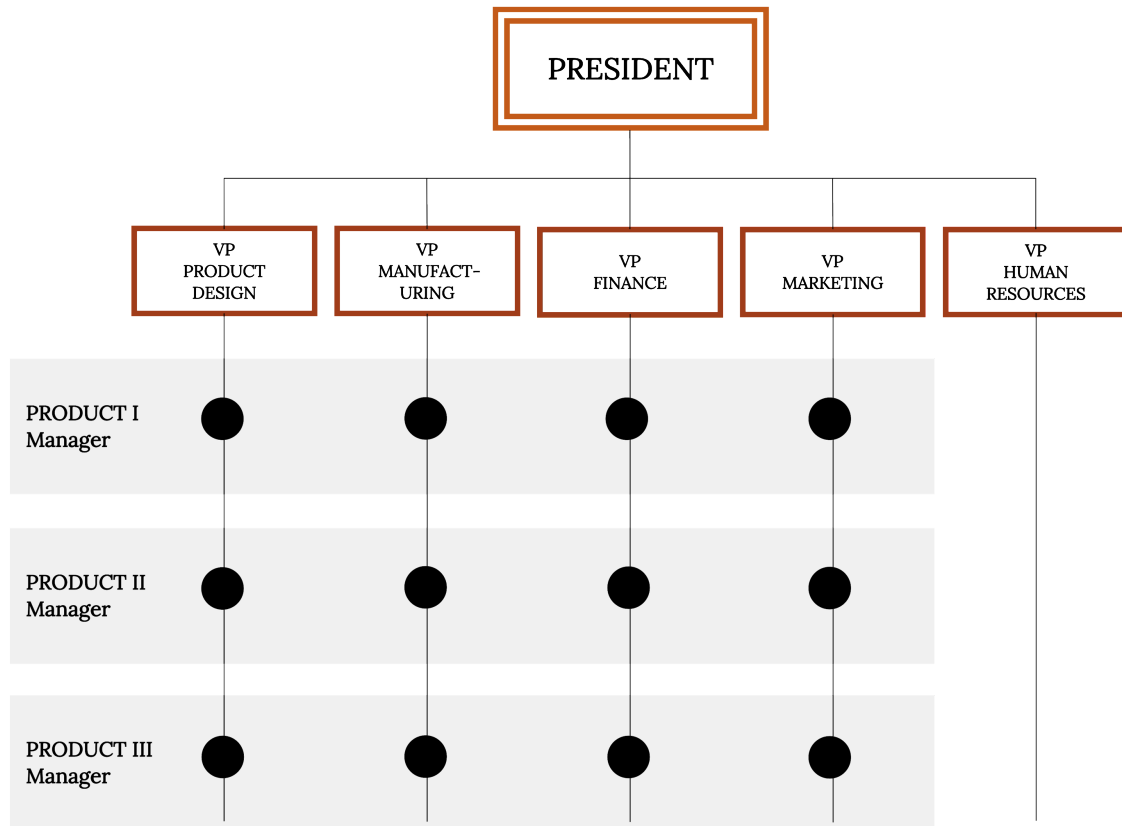 PRESIDENT
VP
PRODUCT
DESIGN
VP
MANUFACT-
URING
VP
FINANCE
VP
MARKETING
VP
HUMAN
RESOURCES
PRODUCT I
Manager
PRODUCT II
Manager
PRODUCT III
Manager